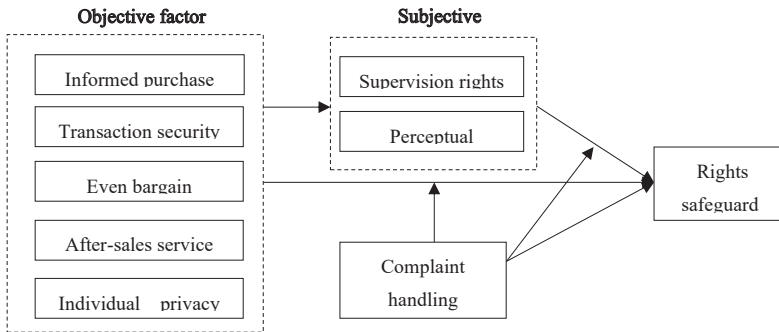 Objective factor
Subjective
Informed purchase
Transaction security
Even bargain
After-sales service
Individual privacy
Supervision rights
Perceptual
Complaint
handling
Rights
safeguard